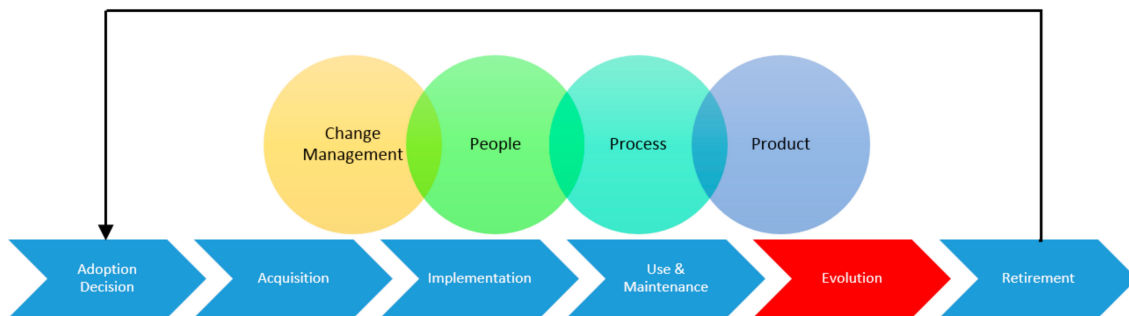 Change
Management
People
Process
Product
Adoption
Decision
Acquisition
Implementation
Use &
Maintenance
Evolution
Retirement